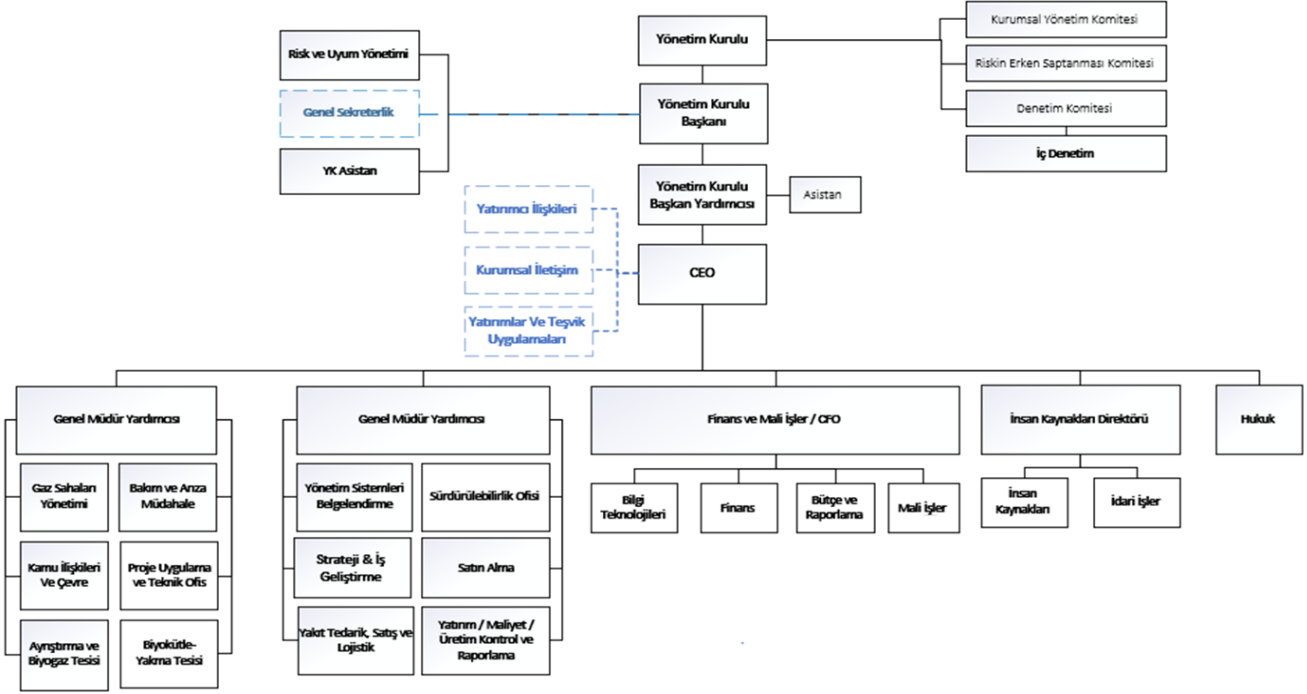 Yönetim Kurulu
Kurumsal Yönetim Komitesi
Riskin Erken Saptanması Komitesi
Denetim Komitesi
İç Denetim
Risk ve Uyum Yönetimi
Genel Sekreterlik
YK Asistan
Yönetim Kurulu
Başkanı
Yönetim Kurulu
Başkan Yardımcısı
Asistan
Yatırımcı İlişkileri
Kurumsal İletişim
Yatırımlar Ve Teşvik
Uygulamaları
CEO
Genel Müdür Yardımcısı
Gaz Sahaları
Yönetimi
Bakım ve Arıza
Müdahale
Kamu İlişkileri
Ve Çevre
Proje Uygulama
ve Teknik Ofis
Ayrıştırma ve
Biyogaz Tesisi
Biyokütle-
Yakma Tesisi
Genel Müdür Yardımcısı
Yönetim Sistemleri
Belgelendirme
Sürdürülebilirlik Ofisi
Strateji & İş
Geliştirme
Satın Alma
Yakıt Tedarik, Satış ve
Lojistik
Yatırım / Maliyet /
Üretim Kontrol ve
Raporlama
Finans ve Mali İşler / CFO
Bilgi
Teknolojileri
Finans
Bütçe ve
Raporlama
Mali İşler
İnsan Kaynakları Direktörü
İnsan
Kaynakları
İdari İşler
Hukuk